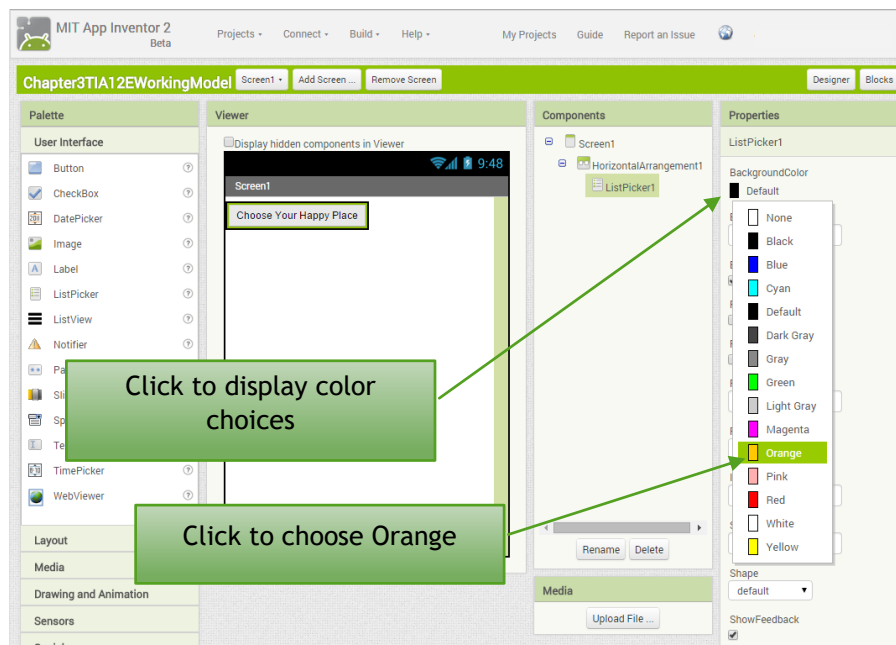 MIT App Inventor 2
Beta
Projects
Connect
Build
Help
My Projects
Guide
Report an Issue
Chapter3TIA12EWorkingModel
Screen1
Add Screen ...
Remove Screen
Designer
Blocks
Palette
User Interface
Button
CheckBox
DatePicker
Image
Label
ListPicker
ListView
Notifier
Pa
Sli
Sp
Te
TimePicker
WebViewer
Layout
Media
Drawing and Animation
Sensors
Viewer
Display hidden components in Viewer
9:48
Screen1
Choose Your Happy Place
Click to display color
choices
Click to choose Orange
Components
Screen1
HorizontalArrangement1
ListPicker1
Rename
Delete
Media
Upload File ...
Properties
ListPicker1
BackgroundColor
Default
None
Black
Blue
Cyan
Default
Dark Gray
Gray
Green
Light Gray
Magenta
Orange
Pink
Red
White
Yellow
Shape
default
ShowFeedback